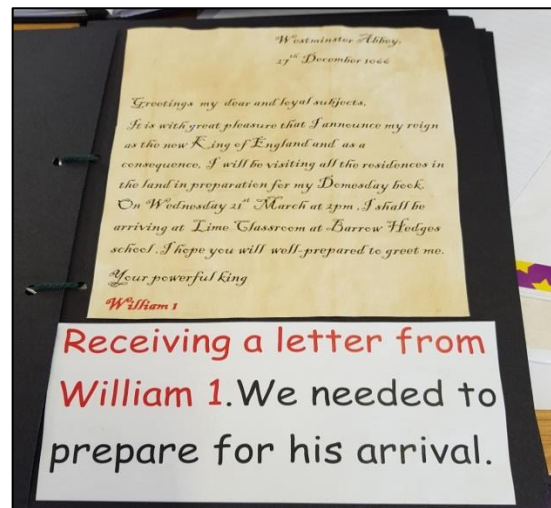 Westminster Abbey.
27th December 1066
Greetings my dear and loyal subjects,
It is with great pleasure that I announce my reign
as the new King of England and as a
consequence, I will be visiting all the residences in
the land in preparation for my Domesday book
On Wednesday 21st March at 2pm, I shall be
arriving at Lime Classroom at Barrow Hedges
school. I hope you will well-prepared to greet me.
Your powerful king
William 1
Receiving a letter from
William 1.We needed to
prepare for his arrival.